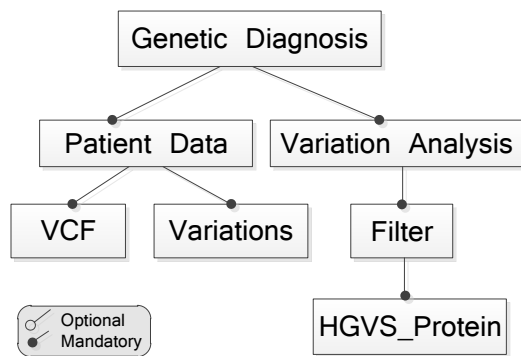 Genetic Diagnosis
Patient Data
Variation Analysis
VCF
Variations
Filter
HGVS_Protein
Optional
Mandatory